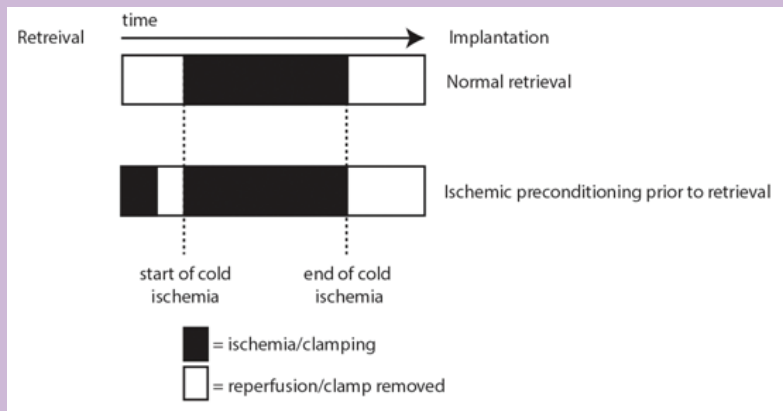 time
Retreival
Implantation
Normal retrieval
Ischemic preconditioning prior to retrieval
start of cold
ischemia
end of cold
ischemia
= ischemia/clamping
= reperfusion/clamp removed